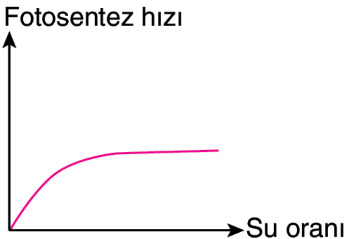 Fotosentez hızı
Su oranı